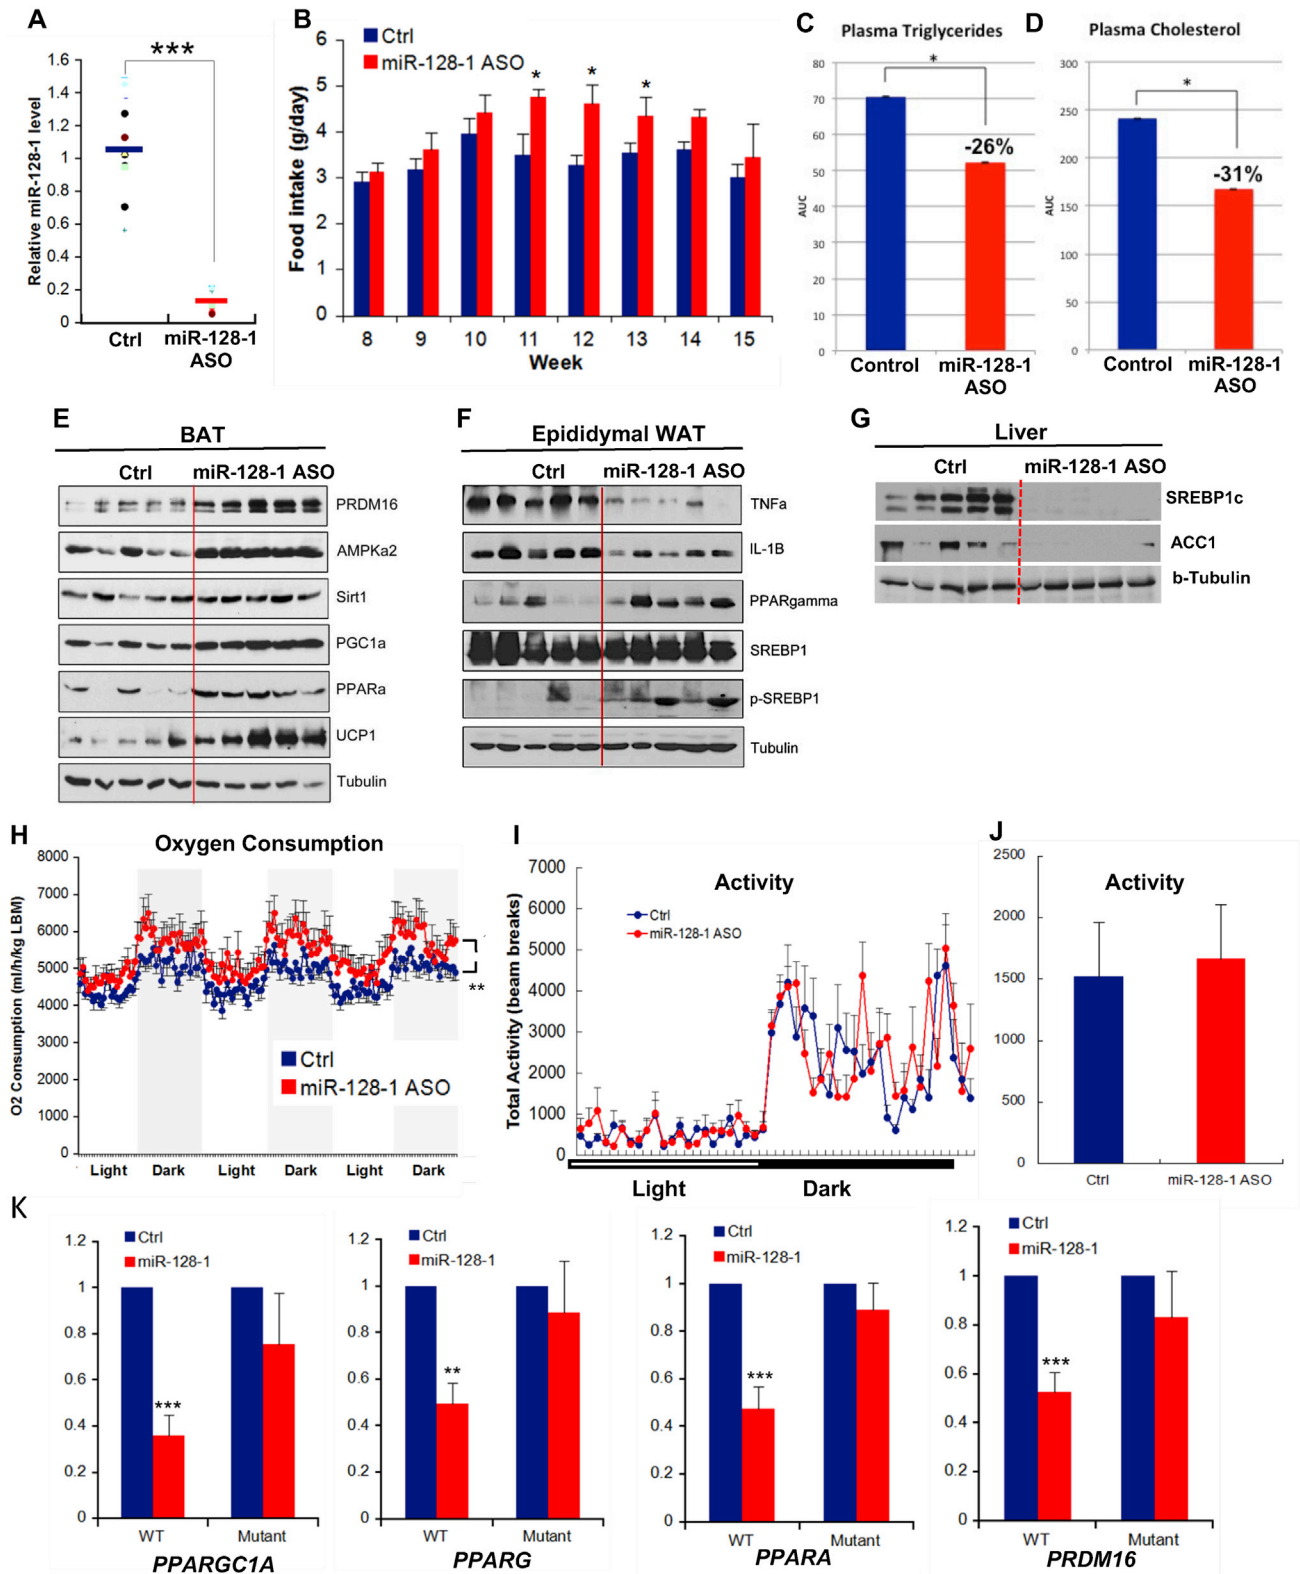 A
***
1.6
1.4
1.2
1
0.8
0.6
0.4
0.2
0
Relative miR-128-1 level
Ctrl
miR-128-1
ASO
B
Ctrl
miR-128-1 ASO
6
5
4
3
2
1
0
Food intake (g/day)
* * *
8 9 10 11 12 13 14 15
Week
C
Plasma Triglycerides
80
70
60
50
40
30
20
10
0
AUC
*
-26%
Control
miR-128-1
ASO
D
Plasma Cholesterol
300
250
200
150
100
50
0
AUC
*
-31%
Control
miR-128-1
ASO
E
BAT
Ctrl miR-128-1 ASO
PRDM16
AMPKa2
Sirt1
PGC1a
PPARa
UCP1
Tubulin
F
Epididymal WAT
Ctrl miR-128-1 ASO
TNFa
IL-1B
PPARgamma
SREBP1
p-SREBP1
Tubulin
G
Liver
Ctrl miR-128-1 ASO
SREBP1c
ACC1
b-Tubulin
H
Oxygen Consumption
8000
7000
6000
5000
4000
3000
2000
1000
0
O2 Consumption (ml/h/kg LBM)
**
Ctrl
miR-128-1 ASO
Light Dark Light Dark Light Dark
I
Activity
7000
6000
5000
4000
3000
2000
1000
0
Total Activity (beam breaks)
Ctrl
miR-128-1 ASO
Light Dark
J
Activity
2500
2000
1500
1000
500
0
Ctrl miR-128-1 ASO
K
Ctrl
miR-128-1
1.2
1
0.8
0.6
0.4
0.2
0
***
WT Mutant
PPARGC1A
Ctrl
miR-128-1
1.2
1
0.8
0.6
0.4
0.2
0
**
WT Mutant
PPARG
Ctrl
miR-128-1
1.2
1
0.8
0.6
0.4
0.2
0
***
WT Mutant
PPARA
Ctrl
miR-128-1
1.2
1
0.8
0.6
0.4
0.2
0
***
WT Mutant
PRDM16